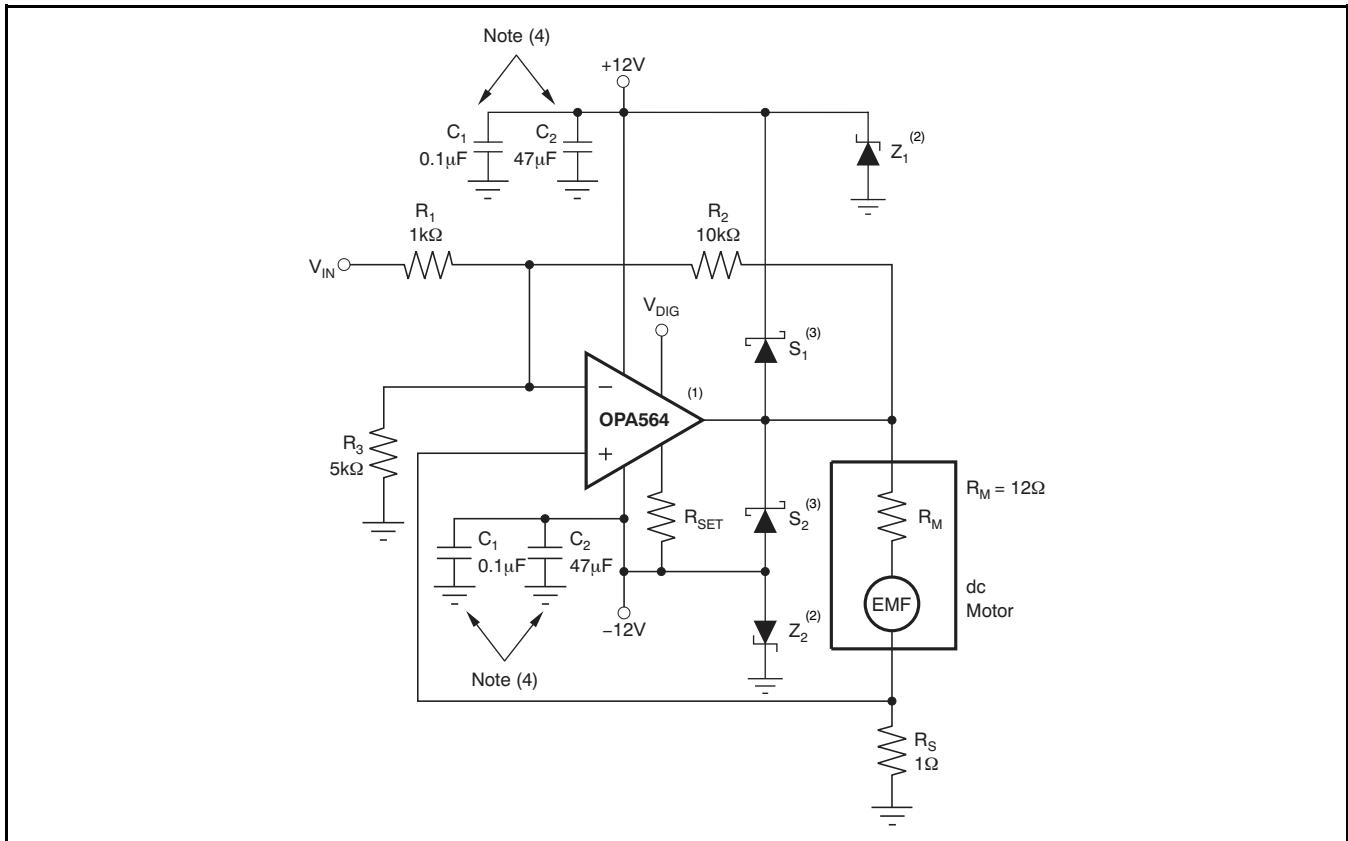 Note (4)
+12V
C1
0.1μF
C2
47μF
Z1(2)
R1
1kΩ
R2
10kΩ
VIN
VDIG
S1(3)
−
(1)
OPA564
+
R3
5kΩ
RM = 12Ω
RM
RSET
S2(3)
C1
0.1μF
C2
47μF
EMF
dc
Motor
−12V
Z2(2)
Note (4)
RS
1Ω